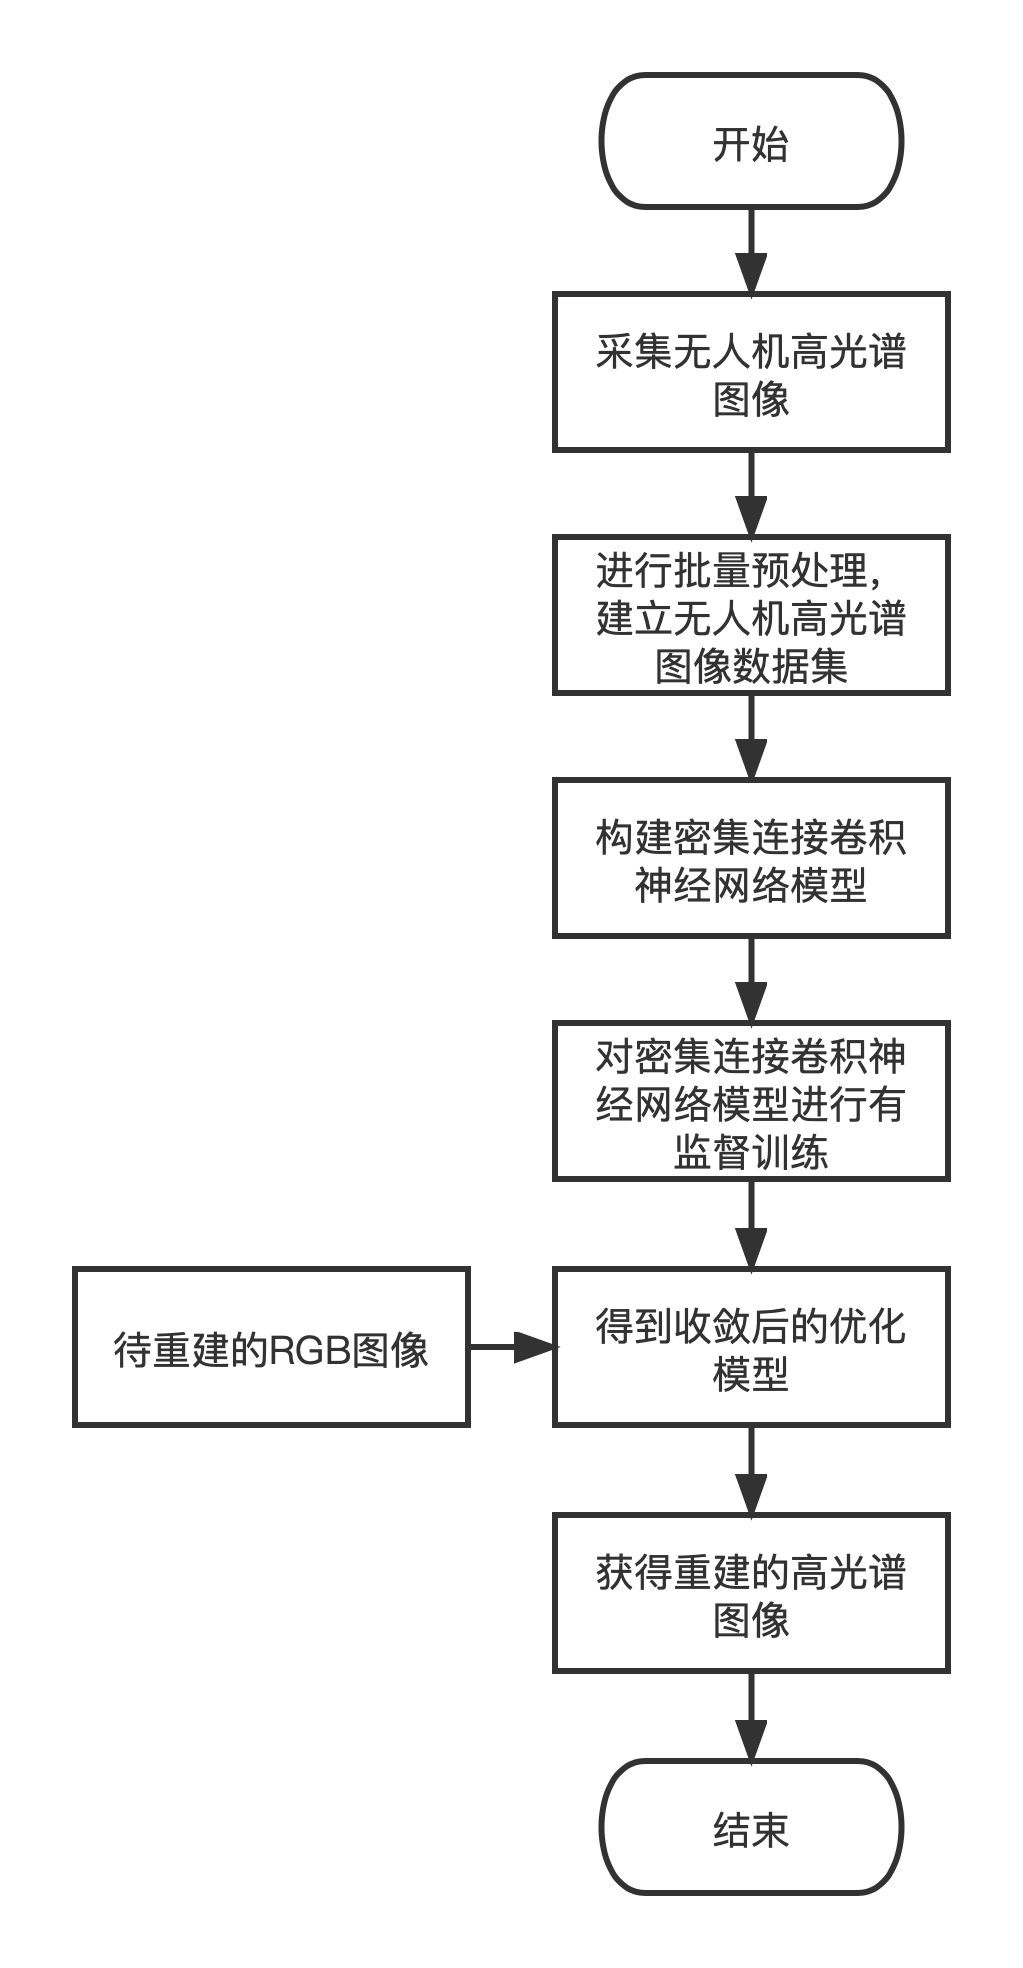 开始
采集无人机高光谱
图像
进行批量预处理，
建立无人机高光谱
图像数据集
构建密集连接卷积
神经网络模型
对密集连接卷积神
经网络模型进行有
监督训练
待重建的RGB图像
得到收敛后的优化
模型
获得重建的高光谱
图像
结束